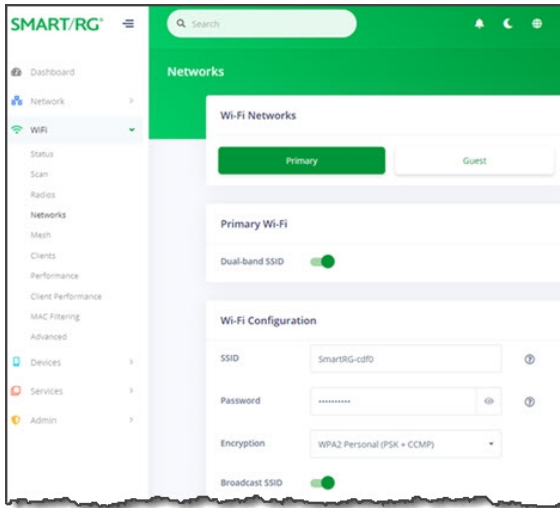 SMART/RG®
Search
Dashboard
Network
WiFi
Status
Scan
Radios
Networks
Mesh
Clients
Performance
Client Performance
MAC Filtering
Advanced
Devices
Services
Admin
Networks
Wi-Fi Networks
Primary
Guest
Primary Wi-Fi
Dual-band SSID
Wi-Fi Configuration
SSID
SmartRG-cdf0
Password
••••••••••
Encryption
WPA2 Personal (PSK + CCMP)
Broadcast SSID